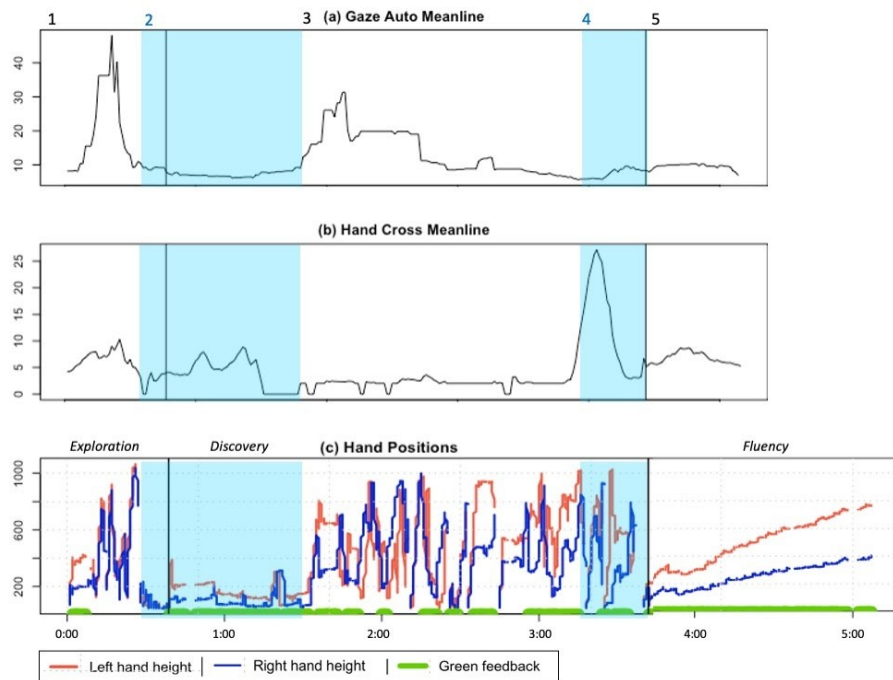 1 2 3 (a) Gaze Auto Meanline 4 5
40
30
20
10
(b) Hand Cross Meanline
25
20
15
10
5
0
Exploration Discovery (c) Hand Positions Fluency
1000
600
200
0:00 1:00 2:00 3:00 4:00 5:00
Left hand height Right hand height Green feedback